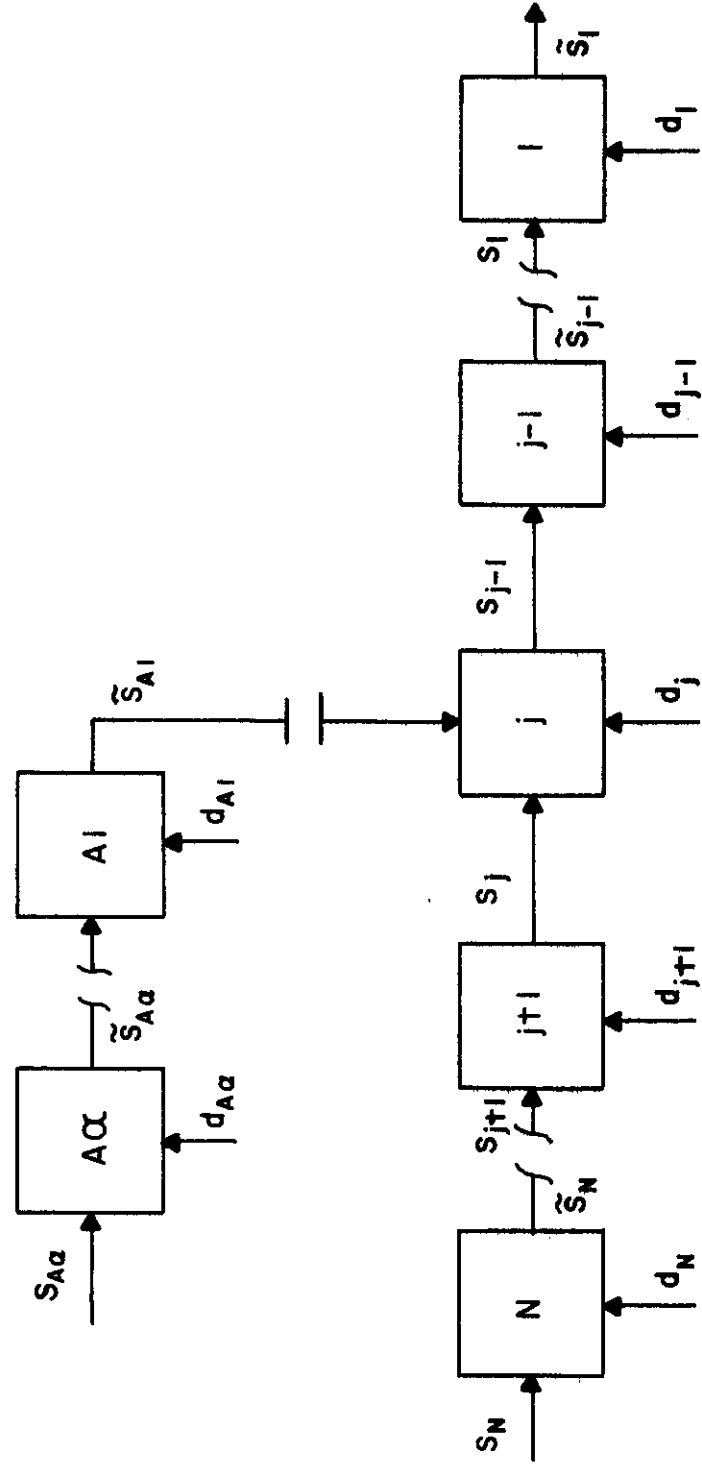 S_Aα
Aα
d_Aα
s̃_Aα
A1
d_A1
s̃_A1
S_N
N
d_N
s̃_N
S_j+1
j+1
d_j+1
S_j
j
d_j
S_j-1
j-1
d_j-1
s̃_j-1
S_1
1
d_1
s̃_1